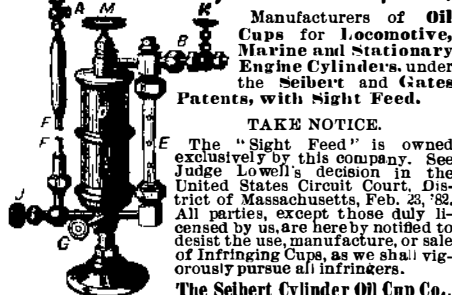 A M K
Manufacturers of Oil
Cups for Locomotive,
Marine and Stationary
Engine Cylinders, under
the Seibert and Gates
Patents, with Sight Feed.
B
TAKE NOTICE.
The "Sight Feed" is owned
exclusively by this company. See
Judge Lowell's decision in the
United States Circuit Court, Dis-
trict of Massachusetts, Feb. 23, '82.
All parties, except those duly li-
censed by us, are hereby notified to
desist the use, manufacture, or sale
of Infringing Cups, as we shall vig-
orously pursue all infringers.
The Seibert Cylinder Oil Cup Co.,
F
F
E
J
G